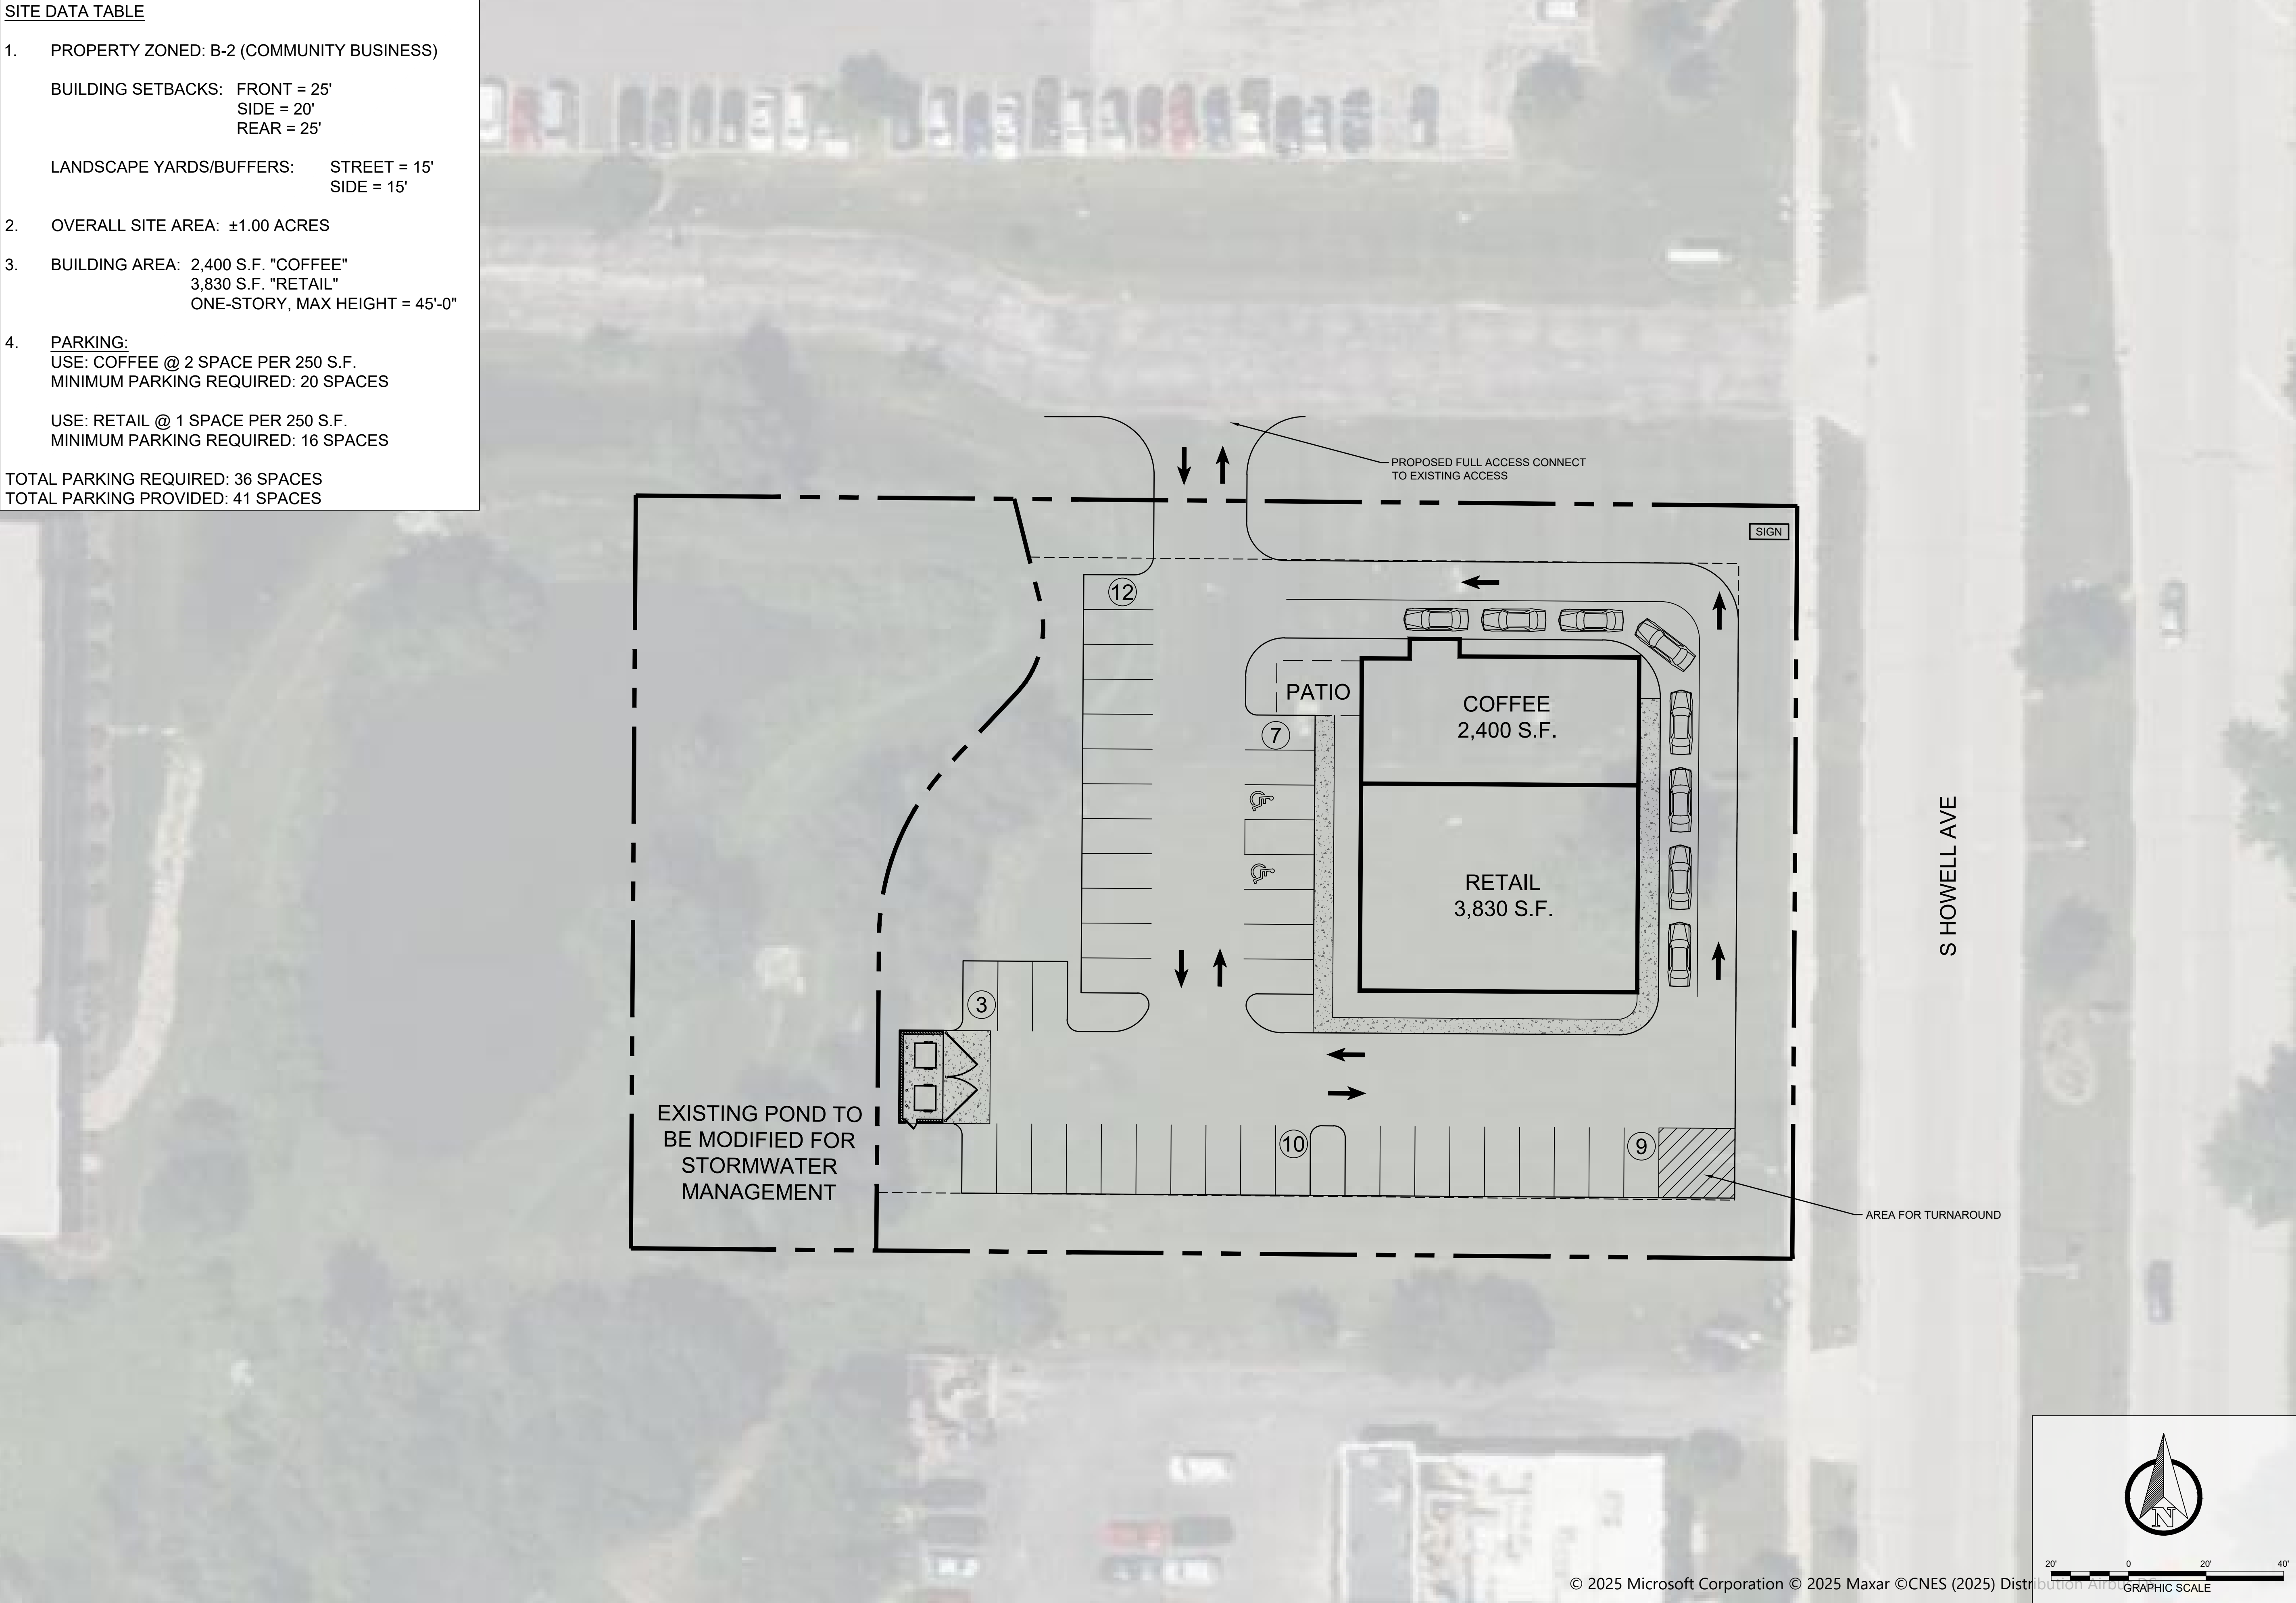 SITE DATA TABLE
1. PROPERTY ZONED: B-2 (COMMUNITY BUSINESS)
BUILDING SETBACKS: FRONT = 25'
SIDE = 20'
REAR = 25'
LANDSCAPE YARDS/BUFFERS: STREET = 15'
SIDE = 15'
2. OVERALL SITE AREA: ±1.00 ACRES
3. BUILDING AREA: 2,400 S.F. "COFFEE"
3,830 S.F. "RETAIL"
ONE-STORY, MAX HEIGHT = 45'-0"
4. PARKING:
USE: COFFEE @ 2 SPACE PER 250 S.F.
MINIMUM PARKING REQUIRED: 20 SPACES
USE: RETAIL @ 1 SPACE PER 250 S.F.
MINIMUM PARKING REQUIRED: 16 SPACES
TOTAL PARKING REQUIRED: 36 SPACES
TOTAL PARKING PROVIDED: 41 SPACES
PROPOSED FULL ACCESS CONNECT
TO EXISTING ACCESS
SIGN
12
PATIO
COFFEE
2,400 S.F.
7
RETAIL
3,830 S.F.
S HOWELL AVE
3
EXISTING POND TO
BE MODIFIED FOR
STORMWATER
MANAGEMENT
10
9
AREA FOR TURNAROUND
N
20' 0 20' 40'
GRAPHIC SCALE
© 2025 Microsoft Corporation © 2025 Maxar ©CNES (2025) Distribution Airbus